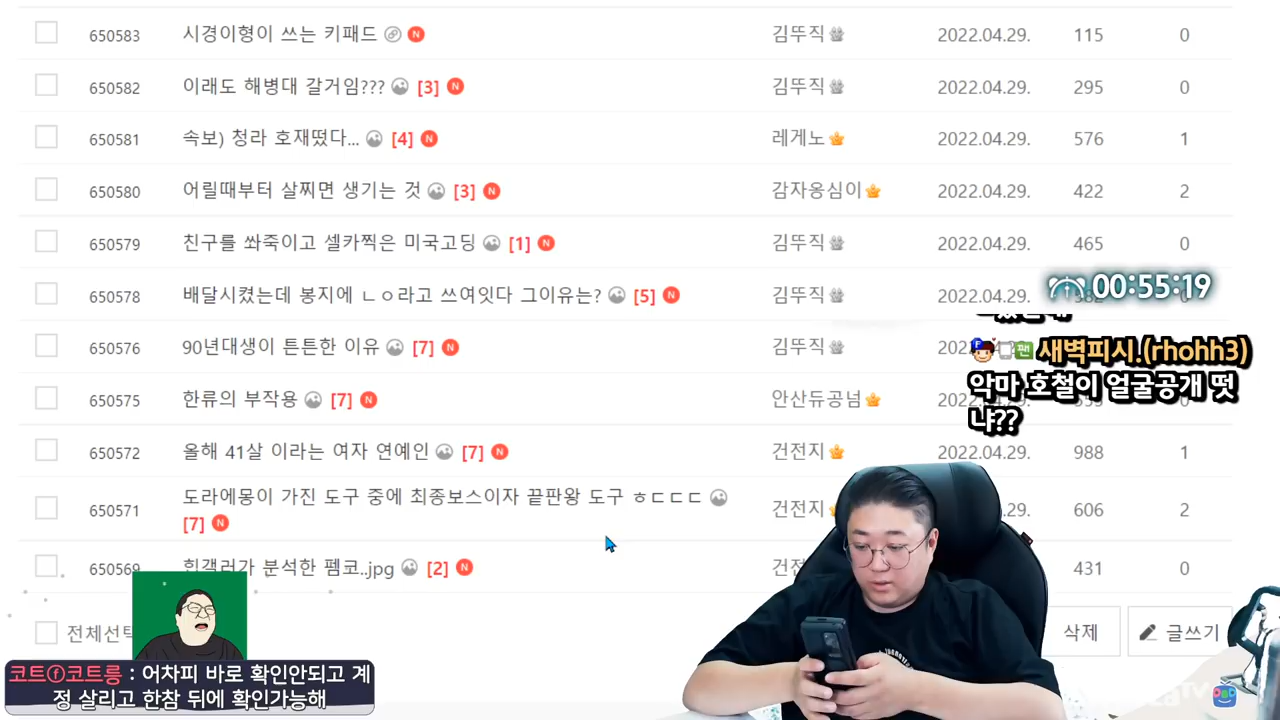 650583 시경이형이 쓰는 키패드 N 김뚜직 2022.04.29. 115 0
650582 이래도 해병대 갈거임??? [3] N 김뚜직 2022.04.29. 295 0
650581 속보) 청라 호재떴다... [4] N 레게노 2022.04.29. 576 1
650580 어릴때부터 살찌면 생기는 것 [3] N 감자옹심이 2022.04.29. 422 2
650579 친구를 쏴죽이고 셀카찍은 미국고딩 [1] N 김뚜직 2022.04.29. 465 0
650578 배달시켰는데 봉지에 ㄴㅇ라고 쓰여잇다 그이유는? [5] N 김뚜직 2022.04.29.
00:55:19
650576 90년대생이 튼튼한 이유 [7] N 김뚜직
새벽피시.(rhohh3)
악마 호철이 얼굴공개 떳
냐??
650575 한류의 부작용 [7] N 안산듀공넘
650572 올해 41살 이라는 여자 연예인 [7] N 건전지 2022.04.29. 988 1
650571 도라에몽이 가진 도구 중에 최종보스이자 끝판왕 도구 ㅎㄷㄷㄷ
[7] N 건전지 606 2
650569 힙갤러가 분석한 펨코..jpg [2] N 431 0
전체선택
삭제
글쓰기
코트ⓕ코트릉 : 어차피 바로 확인안되고 계
정 살리고 한참 뒤에 확인가능해